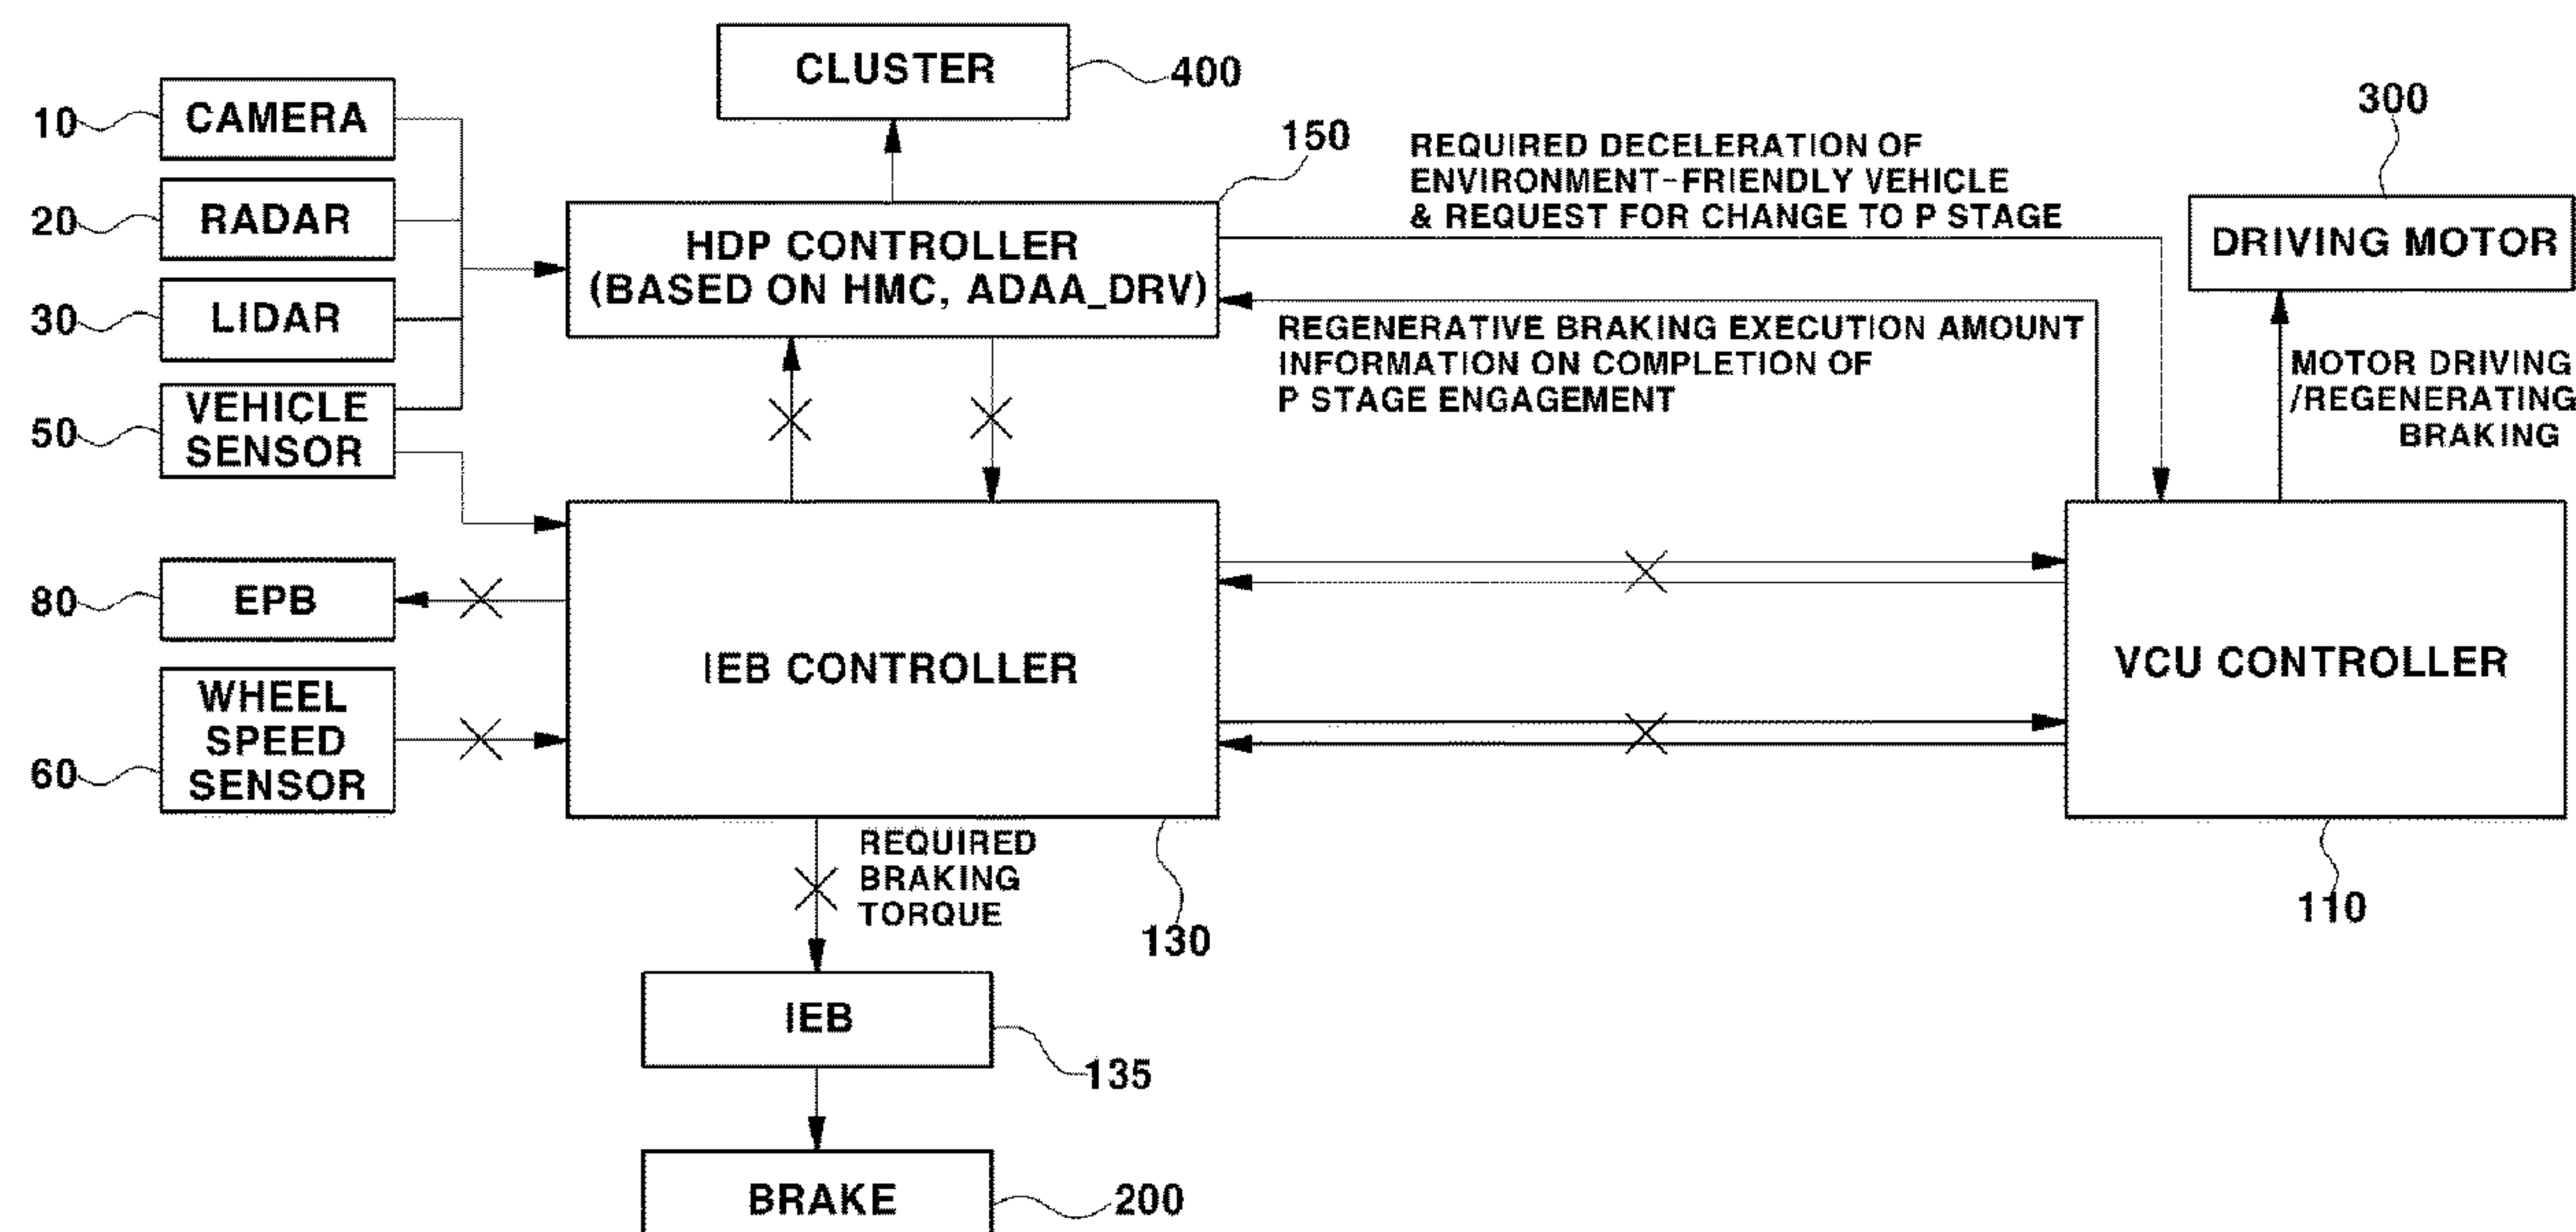 CLUSTER
400
10
CAMERA
20
RADAR
30
LIDAR
50
VEHICLE
SENSOR
150
HDP CONTROLLER
(BASED ON HMC, ADAA_DRV)
REQUIRED DECELERATION OF
ENVIRONMENT-FRIENDLY VEHICLE
& REQUEST FOR CHANGE TO P STAGE
REGENERATIVE BRAKING EXECUTION AMOUNT
INFORMATION ON COMPLETION OF
P STAGE ENGAGEMENT
300
DRIVING MOTOR
MOTOR DRIVING
/REGENERATING
BRAKING
80
EPB
60
WHEEL
SPEED
SENSOR
IEB CONTROLLER
130
VCU CONTROLLER
110
REQUIRED
BRAKING
TORQUE
IEB
135
BRAKE
200